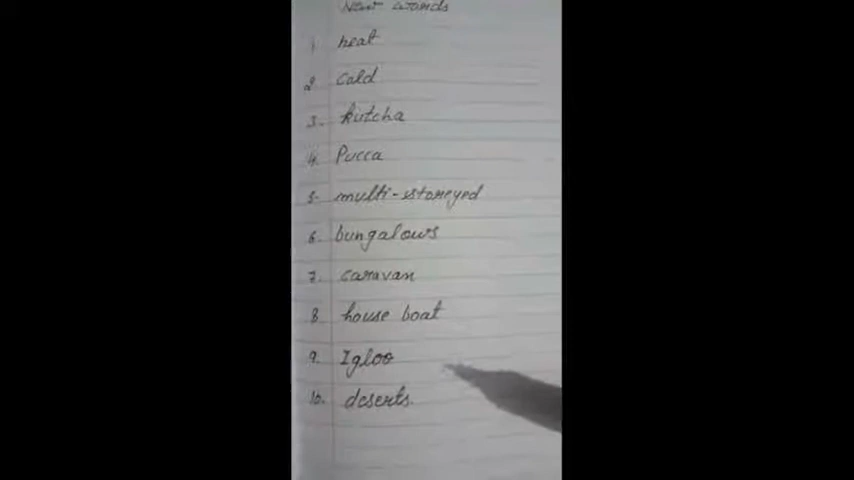 New words
1. heat
2. cold
3. kutcha
4. Pucca
5. multi-storeyed
6. bungalows
7. caravan
8 house boat
9. Igloo
10. deserts.